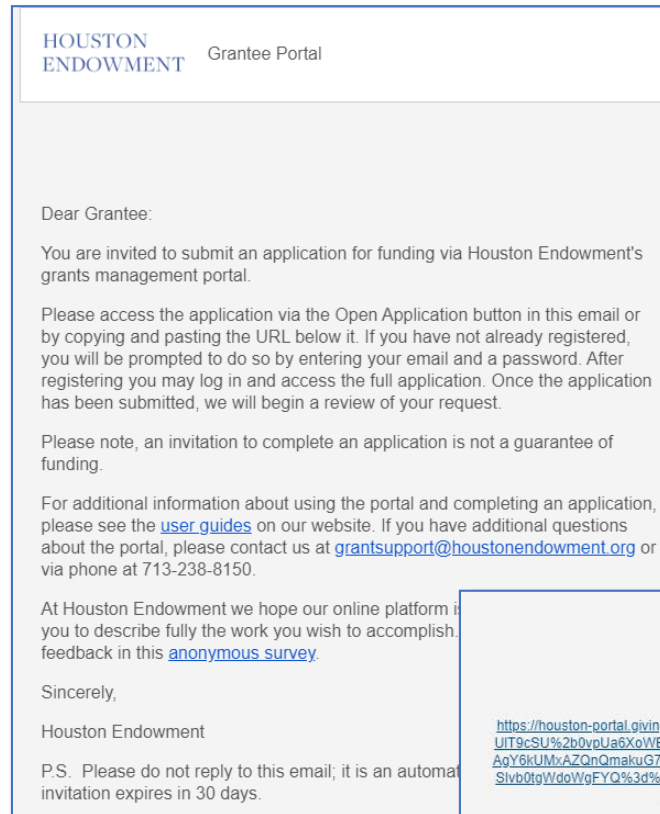 HOUSTON
ENDOWMENT
Grantee Portal
Dear Grantee:
You are invited to submit an application for funding via Houston Endowment's
grants management portal.
Please access the application via the Open Application button in this email or
by copying and pasting the URL below it. If you have not already registered,
you will be prompted to do so by entering your email and a password. After
registering you may log in and access the full application. Once the application
has been submitted, we will begin a review of your request.
Please note, an invitation to complete an application is not a guarantee of
funding.
For additional information about using the portal and completing an application,
please see the user guides on our website. If you have additional questions
about the portal, please contact us at grantsupport@houstonendowment.org or
via phone at 713-238-8150.
At Houston Endowment we hope our online platform
you to describe fully the work you wish to accomplish.
feedback in this anonymous survey.
Sincerely,
Houston Endowment
P.S. Please do not reply to this email; it is an automat
invitation expires in 30 days.
https://houston-portal.givin